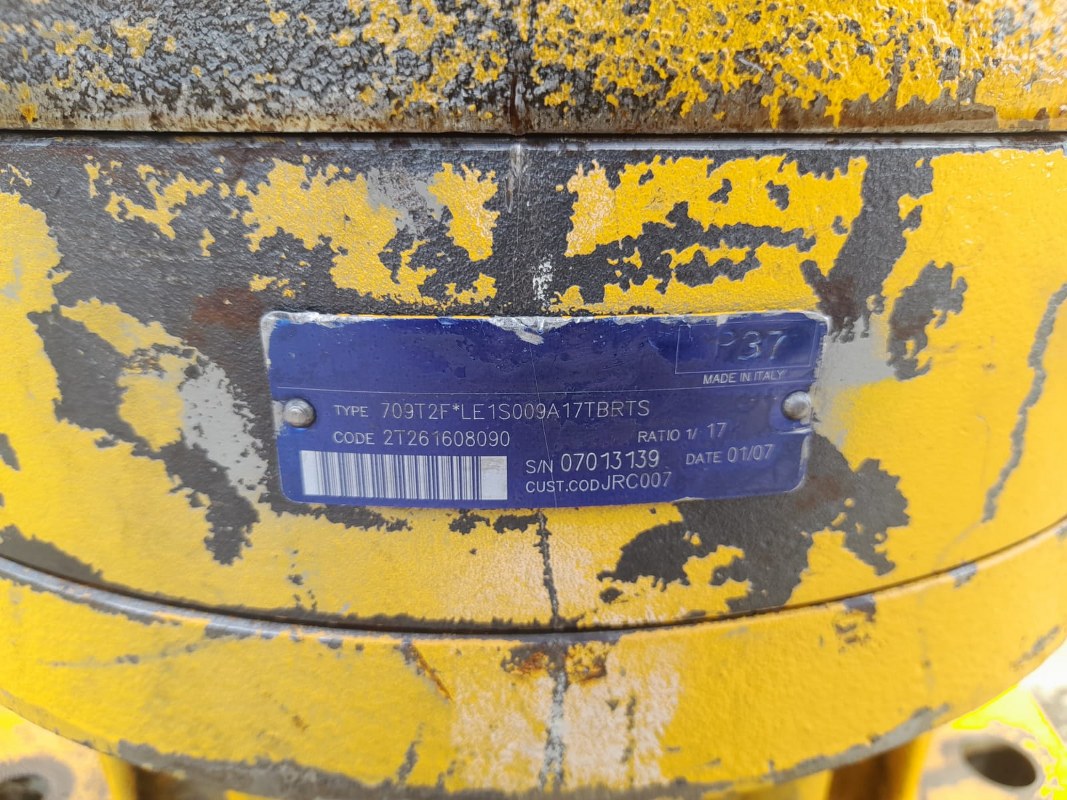 P37
MADE IN ITALY
TYPE 709T2F*LE1S009A17TBRTS
CODE 2T261608090
RATIO 1/ 17
S/N 07013139 DATE 01/07
CUST.COD JRC007